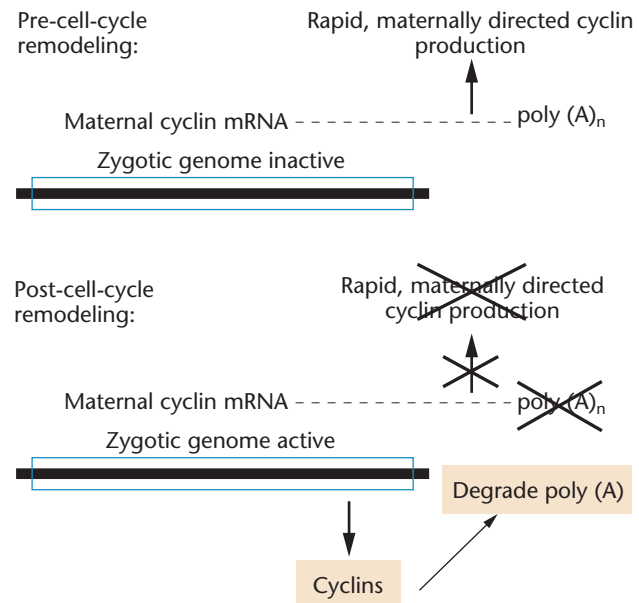 Pre-cell-cycle
remodeling:
Rapid, maternally directed cyclin
production
Maternal cyclin mRNA
poly (A)n
Zygotic genome inactive
Post-cell-cycle
remodeling:
Rapid, maternally directed
cyclin production
Maternal cyclin mRNA
poly (A)n
Zygotic genome active
Degrade poly (A)
Cyclins